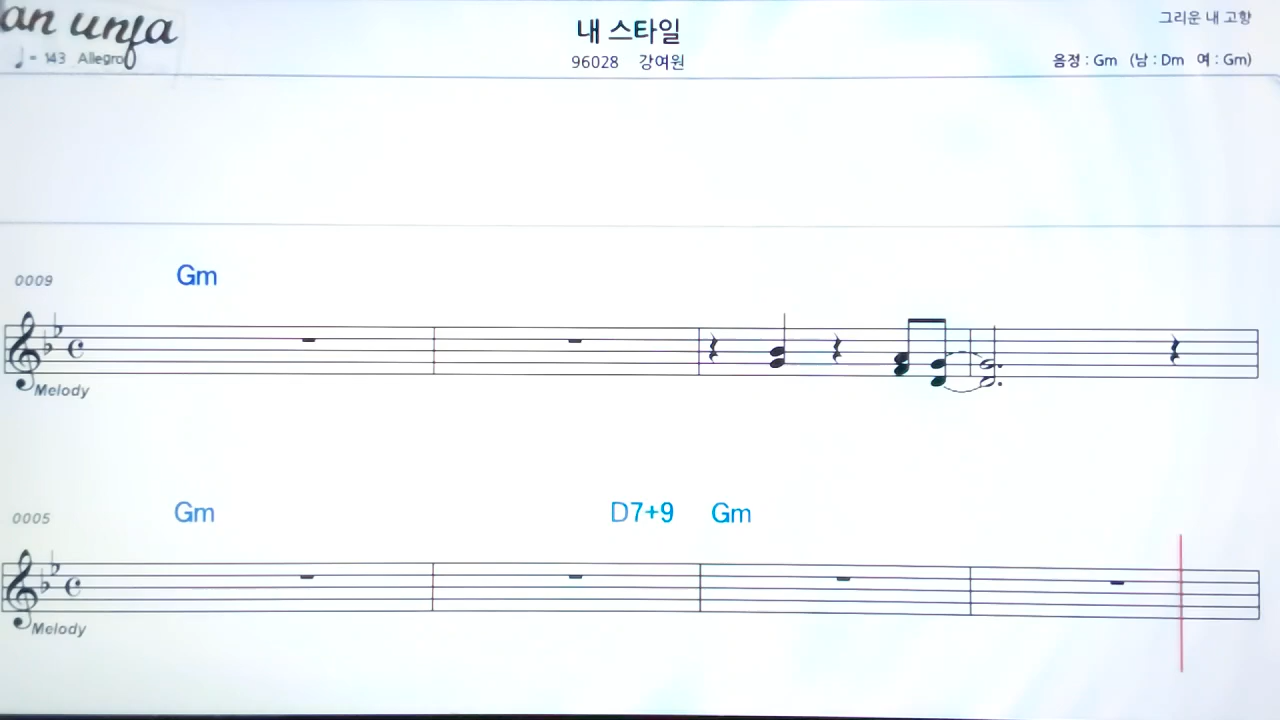 an unja
내 스타일
그리운 내 고향
♩= 143 Allegro
96028 강여원
음정 : Gm (남 : Dm 여 : Gm)
0009 Gm
Melody
0005 Gm D7+9 Gm
Melody